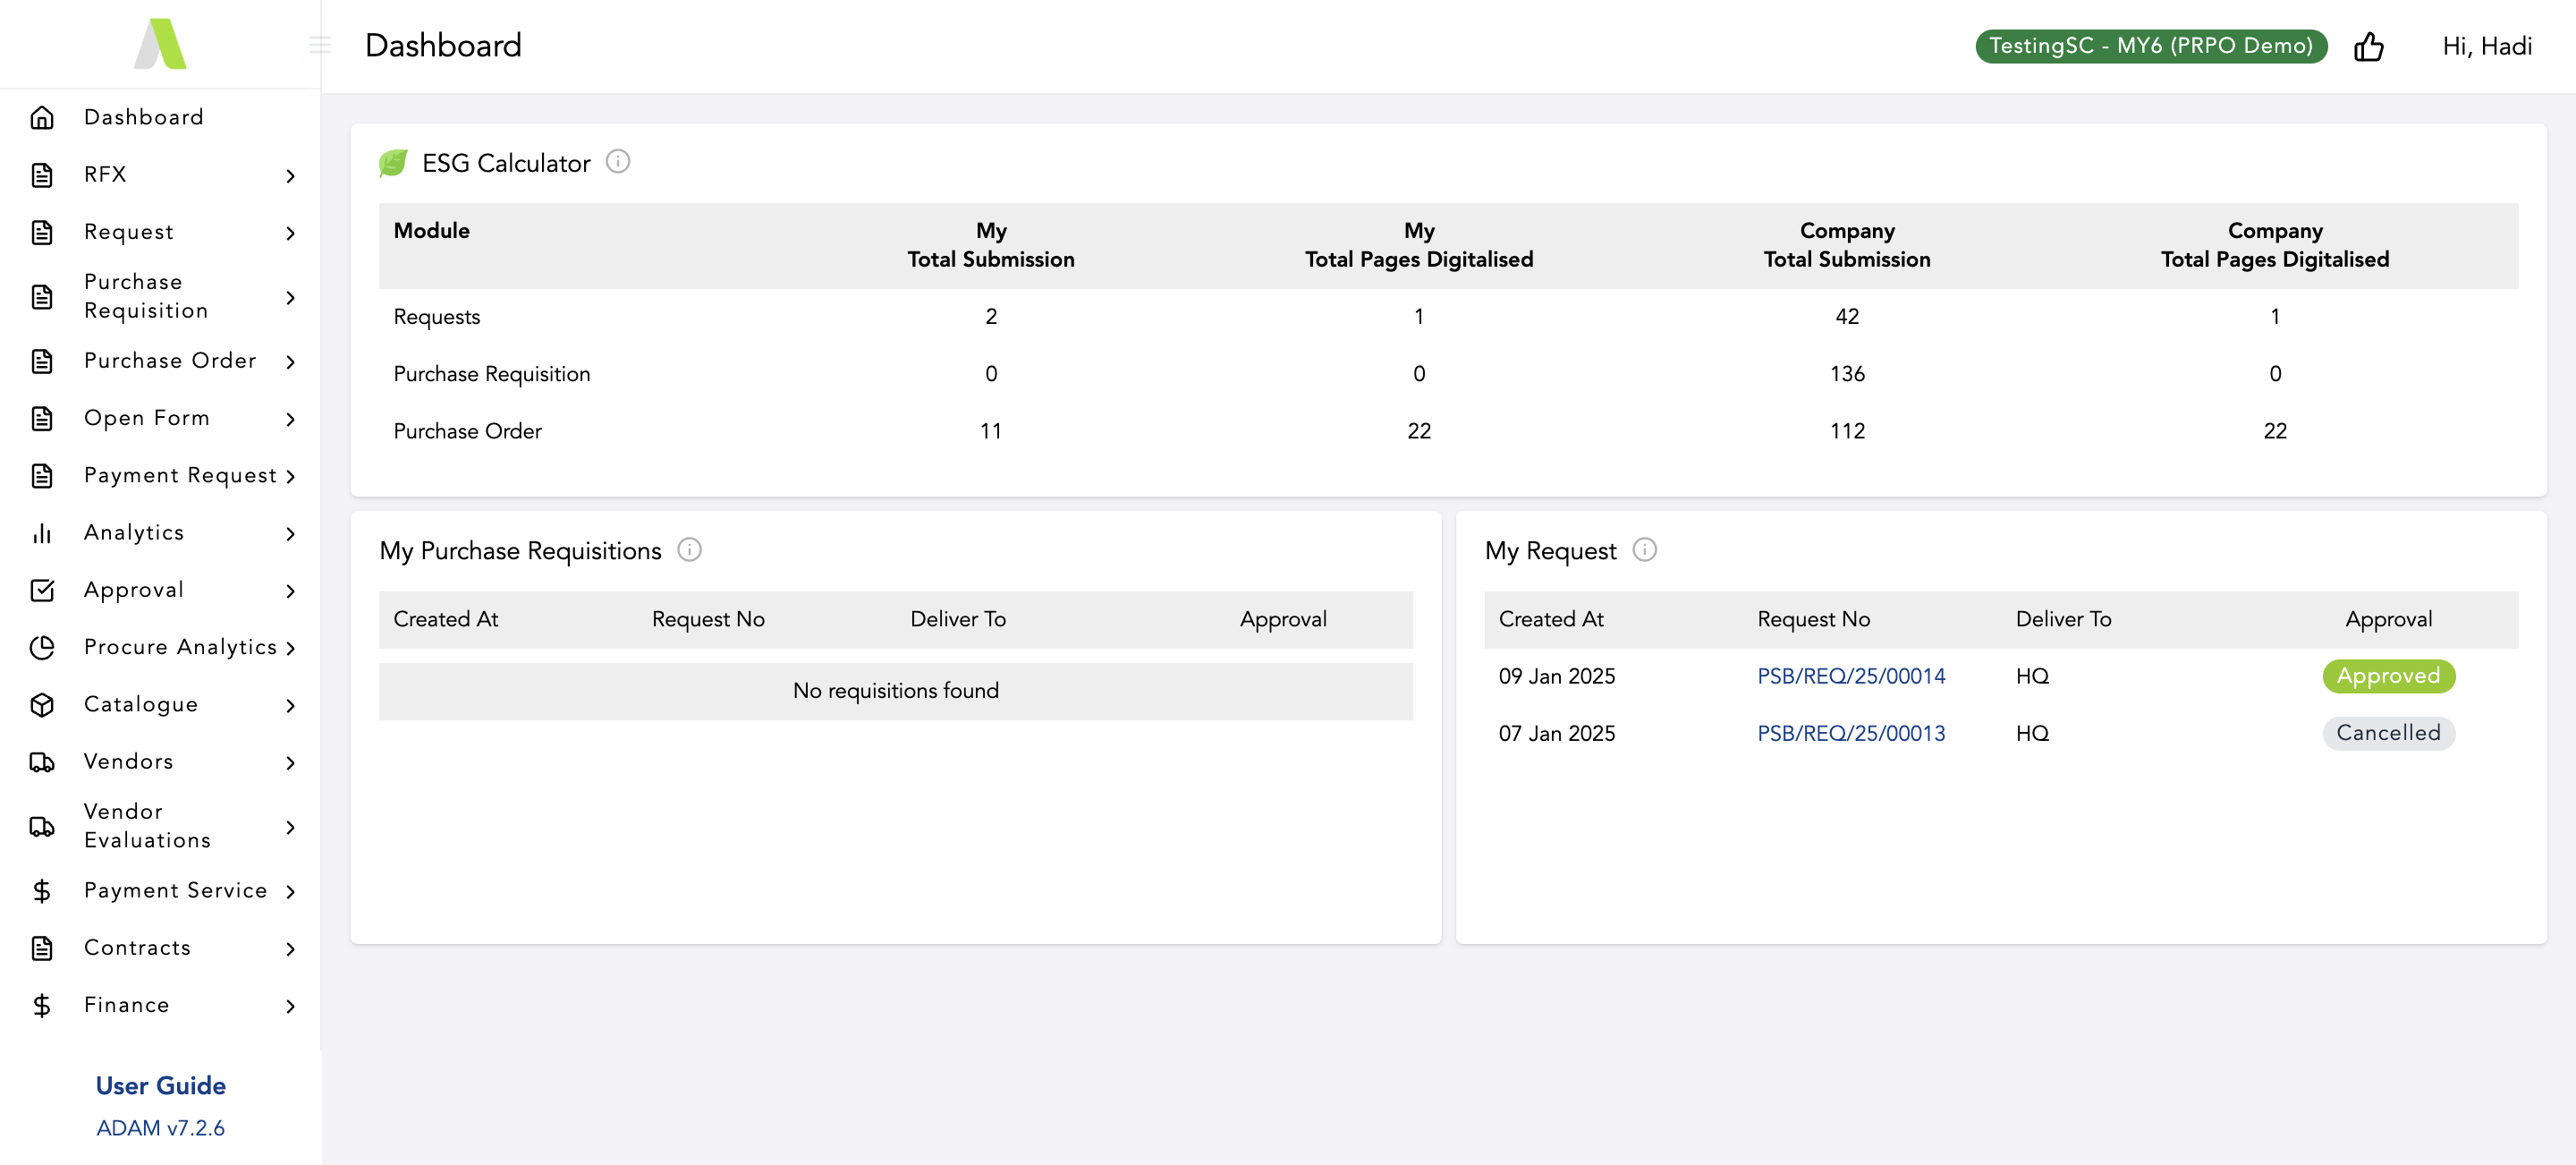 Dashboard
TestingSC - MY6 (PRPO Demo)
Hi, Hadi
Dashboard
RFX
Request
Purchase
Requisition
Purchase Order
Open Form
Payment Request
Analytics
Approval
Procure Analytics
Catalogue
Vendors
Vendor
Evaluations
Payment Service
Contracts
Finance
User Guide
ADAM v7.2.6
ESG Calculator
Module My Total Submission My Total Pages Digitalised Company Total Submission Company Total Pages Digitalised
Requests 2 1 42 1
Purchase Requisition 0 0 136 0
Purchase Order 11 22 112 22
My Purchase Requisitions
Created At Request No Deliver To Approval
No requisitions found
My Request
Created At Request No Deliver To Approval
09 Jan 2025 PSB/REQ/25/00014 HQ Approved
07 Jan 2025 PSB/REQ/25/00013 HQ Cancelled